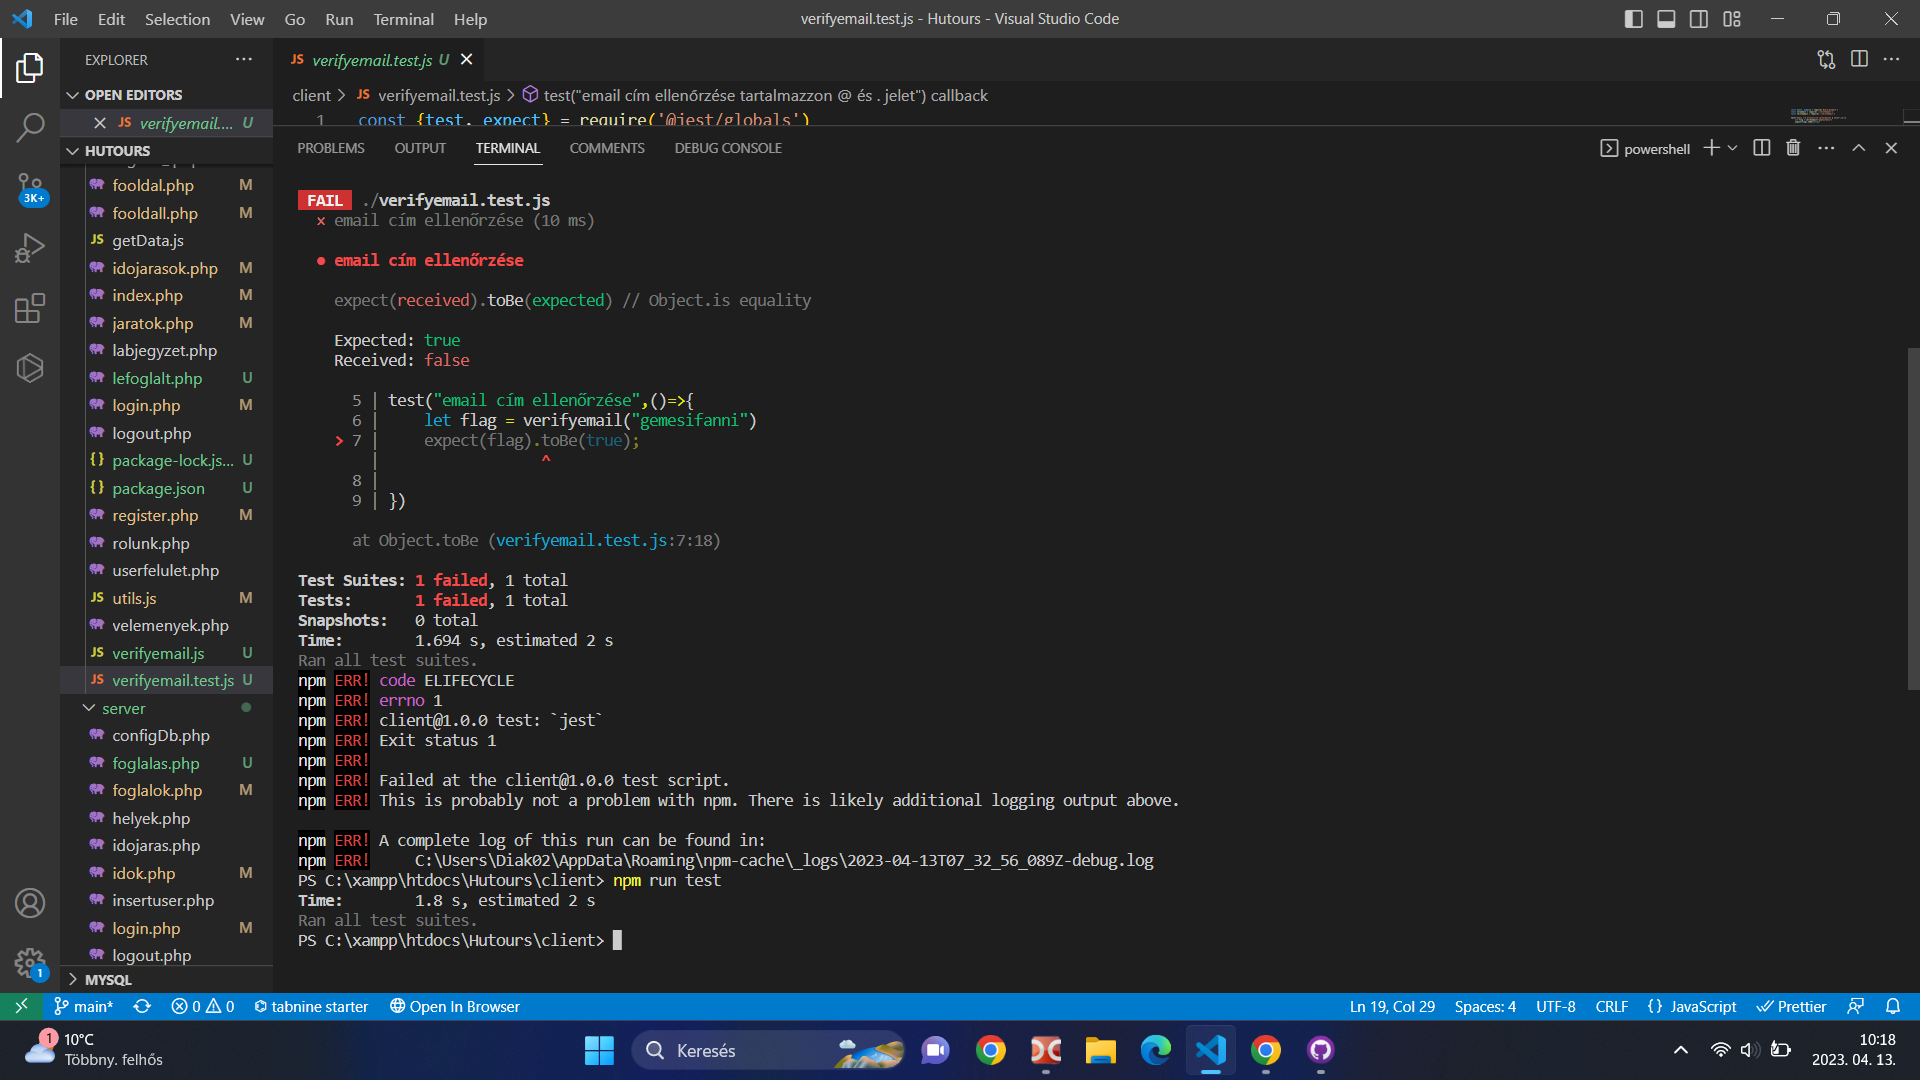 File Edit Selection View Go Run Terminal Help
verifyemail.test.js - Hutours - Visual Studio Code
EXPLORER
OPEN EDITORS
JS verifyemail.... U
HUTOURS
fooldal.php M
fooldall.php M
JS getData.js
idojarasok.php M
index.php M
jaratok.php M
labjegyzet.php
lefoglalt.php U
login.php M
logout.php
{} package-lock.js... U
{} package.json U
register.php M
rolunk.php
userfelulet.php
JS utils.js M
velemenyek.php
JS verifyemail.js U
JS verifyemail.test.js U
server
configDb.php
foglalas.php U
foglalok.php M
helyek.php
idojaras.php
idok.php M
insertuser.php
login.php M
logout.php
MYSQL
3K+
1
JS verifyemail.test.js U
client > JS verifyemail.test.js > test("email cím ellenőrzése tartalmazzon @ és . jelet") callback
1 const {test, expect} = require('@jest/globals')
PROBLEMS OUTPUT TERMINAL COMMENTS DEBUG CONSOLE
powershell
FAIL ./verifyemail.test.js
× email cím ellenőrzése (10 ms)
● email cím ellenőrzése
expect(received).toBe(expected) // Object.is equality
Expected: true
Received: false
5 | test("email cím ellenőrzése",()=>{
6 | let flag = verifyemail("gemesifanni")
> 7 | expect(flag).toBe(true);
| ^
8 |
9 | })
at Object.toBe (verifyemail.test.js:7:18)
Test Suites: 1 failed, 1 total
Tests: 1 failed, 1 total
Snapshots: 0 total
Time: 1.694 s, estimated 2 s
Ran all test suites.
npm ERR! code ELIFECYCLE
npm ERR! errno 1
npm ERR! client@1.0.0 test: `jest`
npm ERR! Exit status 1
npm ERR!
npm ERR! Failed at the client@1.0.0 test script.
npm ERR! This is probably not a problem with npm. There is likely additional logging output above.
npm ERR! A complete log of this run can be found in:
npm ERR! C:\Users\Diak02\AppData\Roaming\npm-cache\_logs\2023-04-13T07_32_56_089Z-debug.log
PS C:\xampp\htdocs\Hutours\client> npm run test
Time: 1.8 s, estimated 2 s
Ran all test suites.
PS C:\xampp\htdocs\Hutours\client>
main* 0 0 tabnine starter Open In Browser
Ln 19, Col 29 Spaces: 4 UTF-8 CRLF {} JavaScript Prettier
1
10°C
Többny. felhős
Keresés
10:18
2023. 04. 13.